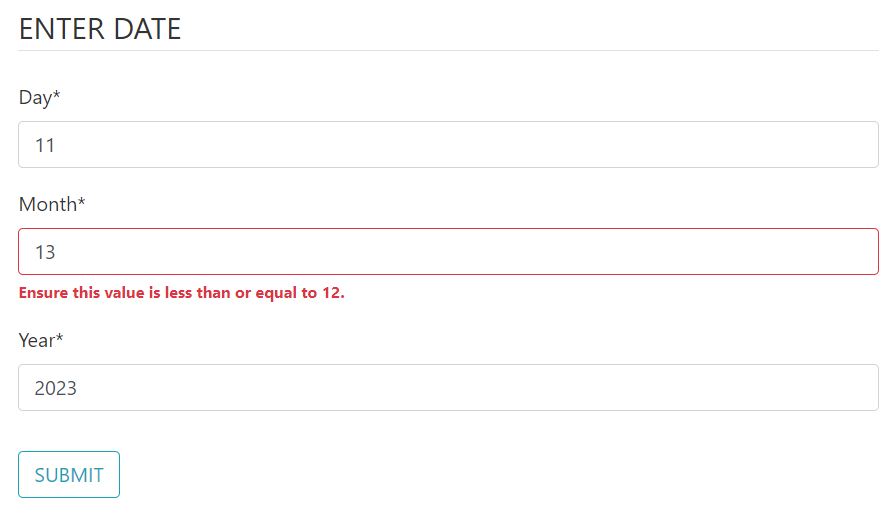 ENTER DATE
Day*
11
Month*
13
Ensure this value is less than or equal to 12.
Year*
2023
SUBMIT